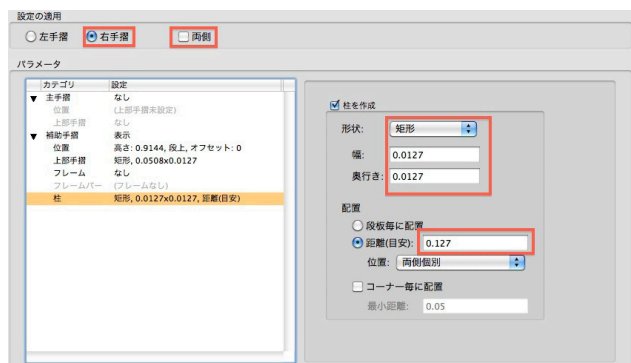 設定の適用
左手摺 右手摺 両側
パラメータ
カテゴリ 設定
主手摺 なし
位置 (上部手摺未設定)
上部手摺 なし
補助手摺 表示
位置 高さ: 0.9144, 段上, オフセット: 0
上部手摺 矩形, 0.0508x0.0127
フレーム なし
フレームバー (フレームなし)
柱 矩形, 0.0127x0.0127, 距離(目安)
柱を作成
形状: 矩形
幅: 0.0127
奥行き: 0.0127
配置
段板毎に配置
距離(目安): 0.127
位置: 両側個別
コーナー毎に配置
最小距離: 0.05